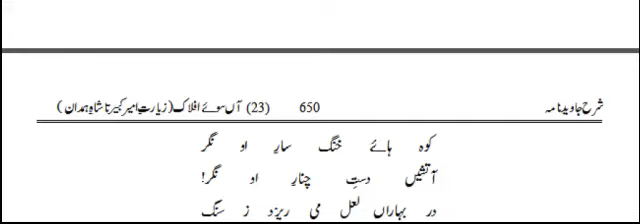 شرح جاوید نامہ 650 (23) آں سوئے افلاک (زیارت امیر کبیر تا شاہِ ہمدان)
کوہ ہائے خنگ سارِ او نگر
آتشیں دستِ چنارِ او نگر!
در بہاراں لعل می ریزد ز سنگ